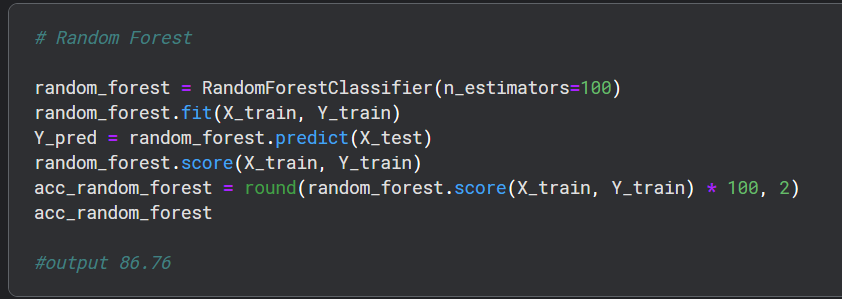 # Random Forest
random_forest = RandomForestClassifier(n_estimators=100)
random_forest.fit(X_train, Y_train)
Y_pred = random_forest.predict(X_test)
random_forest.score(X_train, Y_train)
acc_random_forest = round(random_forest.score(X_train, Y_train) * 100, 2)
acc_random_forest
#output 86.76